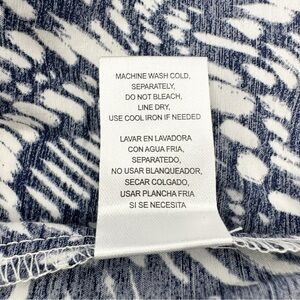 MACHINE WASH COLD,
SEPARATELY,
DO NOT BLEACH,
LINE DRY,
USE COOL IRON IF NEEDED
LAVAR EN LAVADORA
CON AGUA FRIA,
SEPARATEDO,
NO USAR BLANQUEADOR,
SECAR COLGADO,
USAR PLANCHA FRIA
SI SE NECESITA